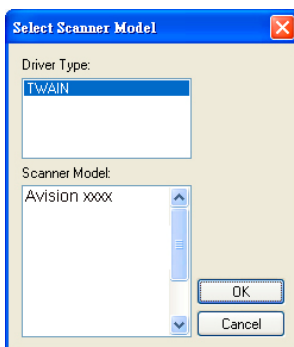 Select Scanner Model
Driver Type:
TWAIN
Scanner Model:
Avision xxxx
OK
Cancel